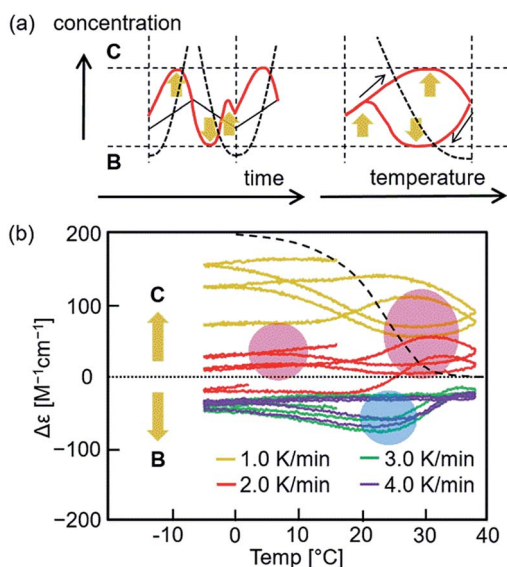 (a) concentration
C
B
time
temperature
(b)
200
100
0
−100
−200
Δε [M⁻¹cm⁻¹]
C
B
1.0 K/min
3.0 K/min
2.0 K/min
4.0 K/min
-10 0 10 20 30 40
Temp [°C]